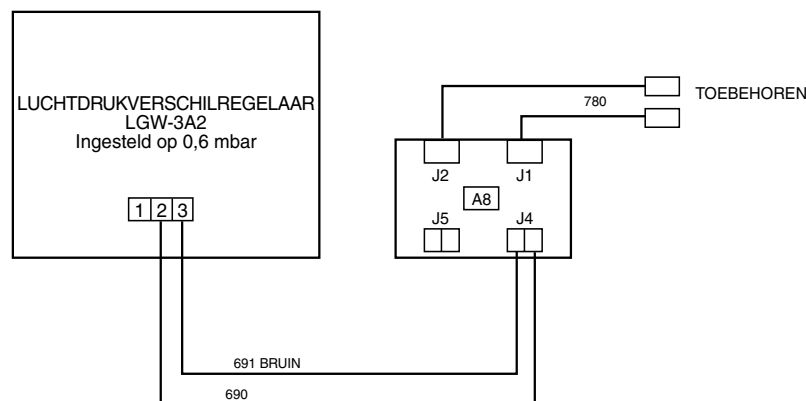 LUCHTDRUKVERSCHILREGELAAR
LGW-3A2
Ingesteld op 0,6 mbar
1 2 3
TOEBEHOREN
780
J2 J1
A8
J5 J4
691 BRUIN
690